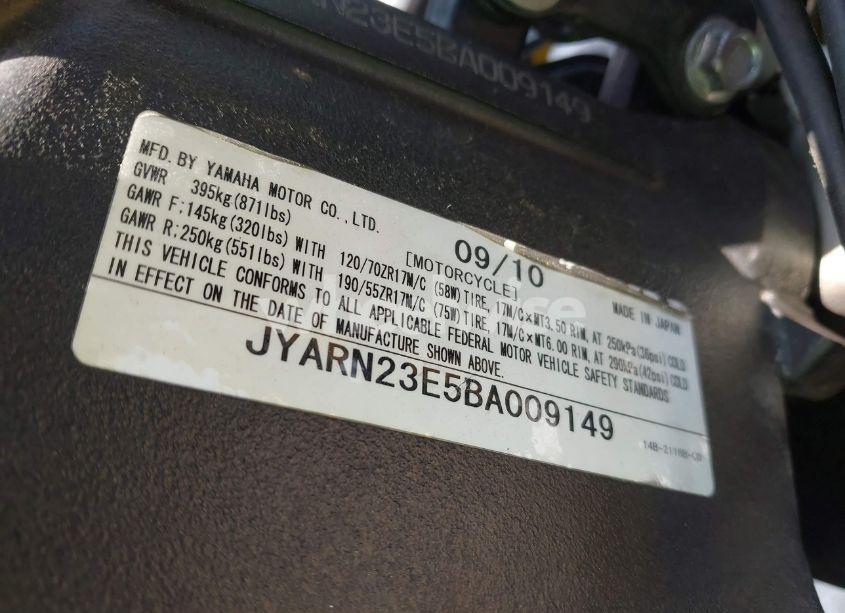 ARN23E5BA009149
MFD. BY YAMAHA MOTOR CO., LTD.
09/10
GVWR 395kg(871lbs)
[MOTORCYCLE]
MADE IN JAPAN
GAWR F:145kg(320lbs) WITH 120/70ZR17M/C (58W)TIRE, 17M/C×MT3.50 RIM, AT 250kPa(36psi)COLD
GAWR R:250kg(551lbs) WITH 190/55ZR17M/C (75W)TIRE, 17M/C×MT6.00 RIM, AT 290kPa(42psi)COLD
THIS VEHICLE CONFORMS TO ALL APPLICABLE FEDERAL MOTOR VEHICLE SAFETY STANDARDS
IN EFFECT ON THE DATE OF MANUFACTURE SHOWN ABOVE.
JYARN23E5BA009149